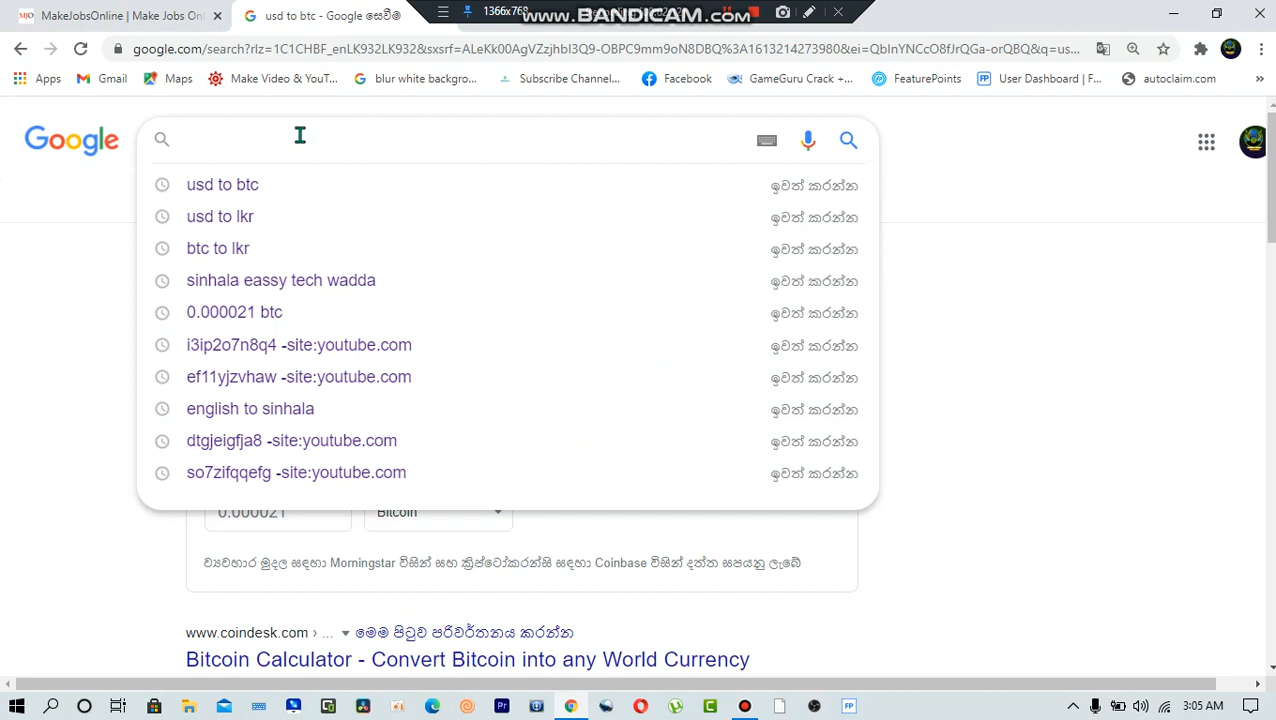 MakeJobsOnline | Make Jobs Onl
usd to btc - Google සෙවීම
1366x768
www.BANDICAM.com
google.com/search?rlz=1C1CHBF_enLK932LK932&sxsrf=ALeKk00AgVZzjhbI3Q9-OBPC9mm9oN8DBQ%3A1613214273980&ei=QbInYNCcO8fJrQGa-orQBQ&q=us...
Apps
Gmail
Maps
Make Video & YouT...
blur white backgro...
Subscribe Channel...
Facebook
GameGuru Crack +...
FeaturePoints
User Dashboard | F...
autoclaim.com
Google
usd to btc ඉවත් කරන්න
usd to lkr ඉවත් කරන්න
btc to lkr ඉවත් කරන්න
sinhala eassy tech wadda ඉවත් කරන්න
0.000021 btc ඉවත් කරන්න
i3ip2o7n8q4 -site:youtube.com ඉවත් කරන්න
ef11yjzvhaw -site:youtube.com ඉවත් කරන්න
english to sinhala ඉවත් කරන්න
dtgjeigfja8 -site:youtube.com ඉවත් කරන්න
so7zifqqefg -site:youtube.com ඉවත් කරන්න
0.000021 Bitcoin
ව්‍යවහාර මුදල සඳහා Morningstar විසින් සහ ක්‍රිප්ටෝකරන්සි සඳහා Coinbase විසින් දත්ත සපයනු ලැබේ
www.coindesk.com › ... මෙම පිටුව පරිවර්තනය කරන්න
Bitcoin Calculator - Convert Bitcoin into any World Currency
3:05 AM